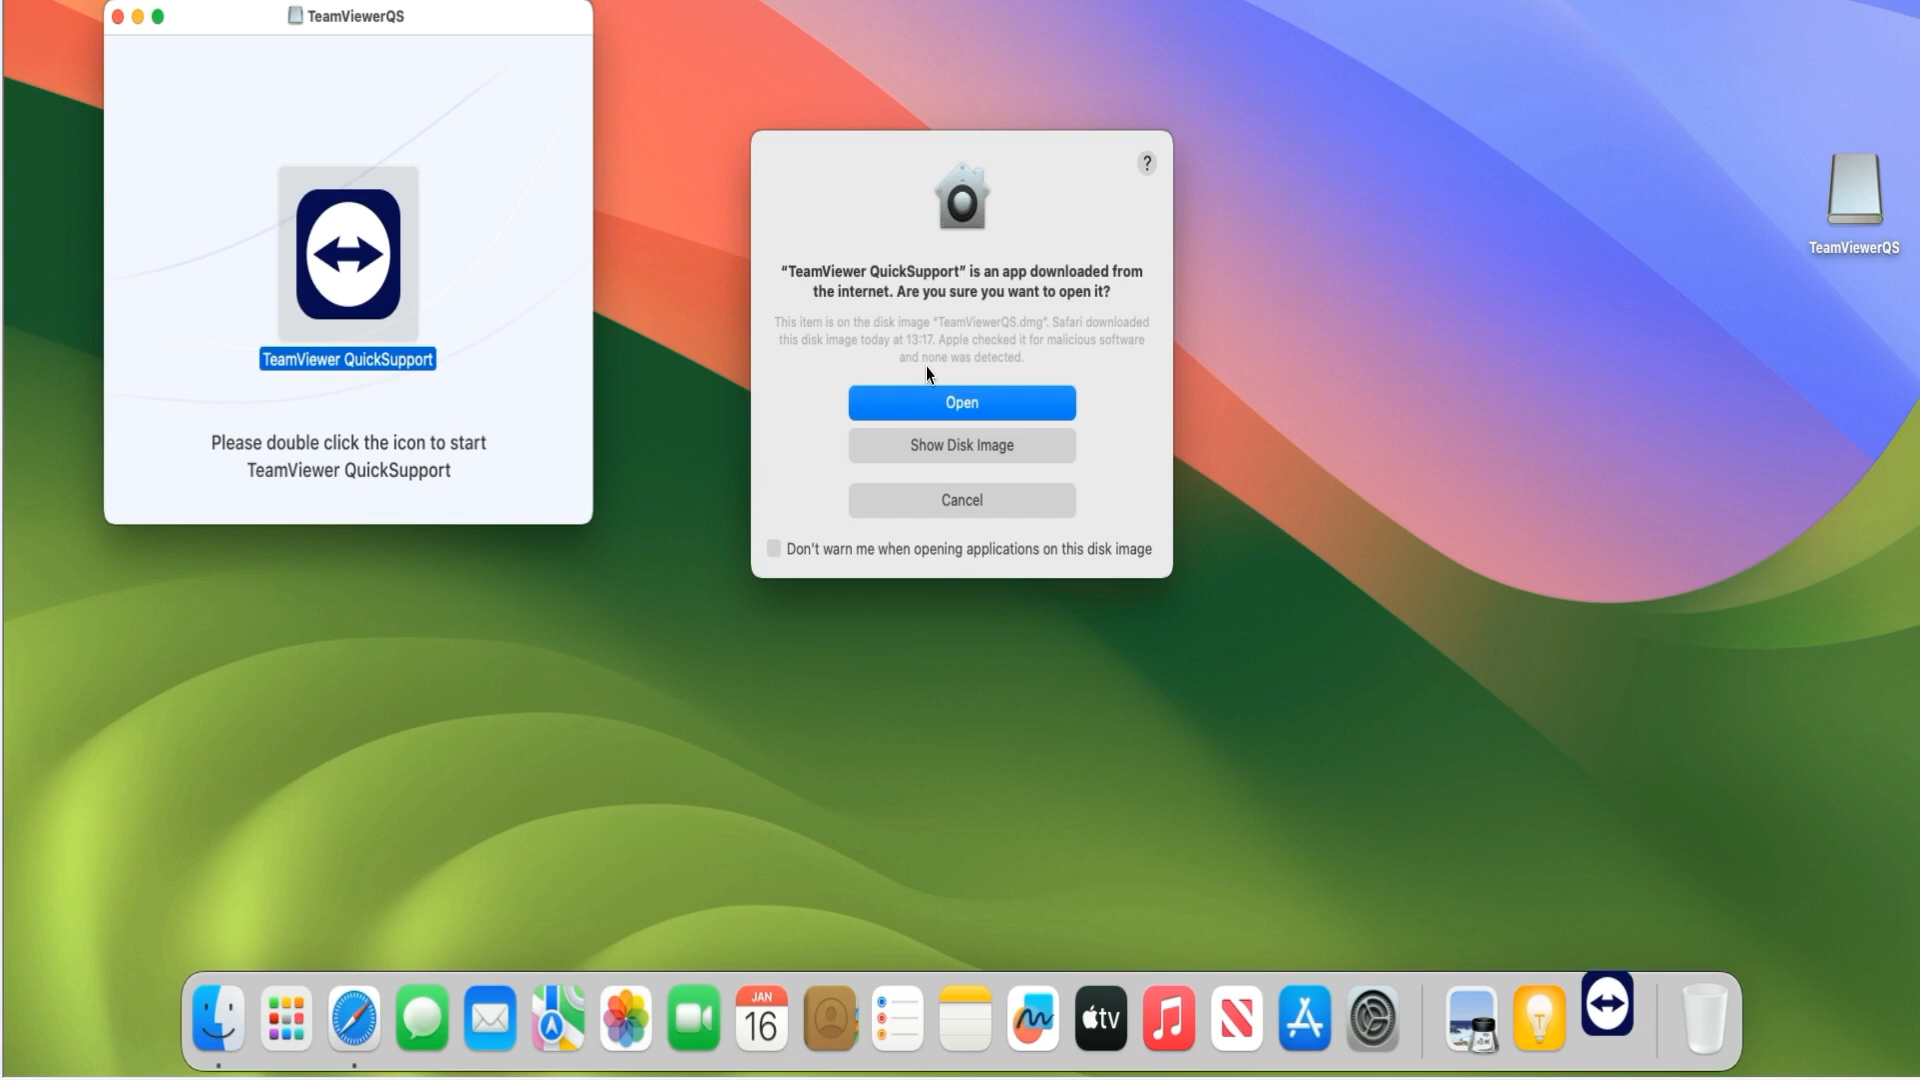 TeamViewerQS
TeamViewer QuickSupport
Please double click the icon to start
TeamViewer QuickSupport
?
“TeamViewer QuickSupport” is an app downloaded from
the internet. Are you sure you want to open it?
This item is on the disk image “TeamViewerQS.dmg”. Safari downloaded
this disk image today at 13:17. Apple checked it for malicious software
and none was detected.
Open
Show Disk Image
Cancel
Don’t warn me when opening applications on this disk image
TeamViewerQS
JAN
16
tv